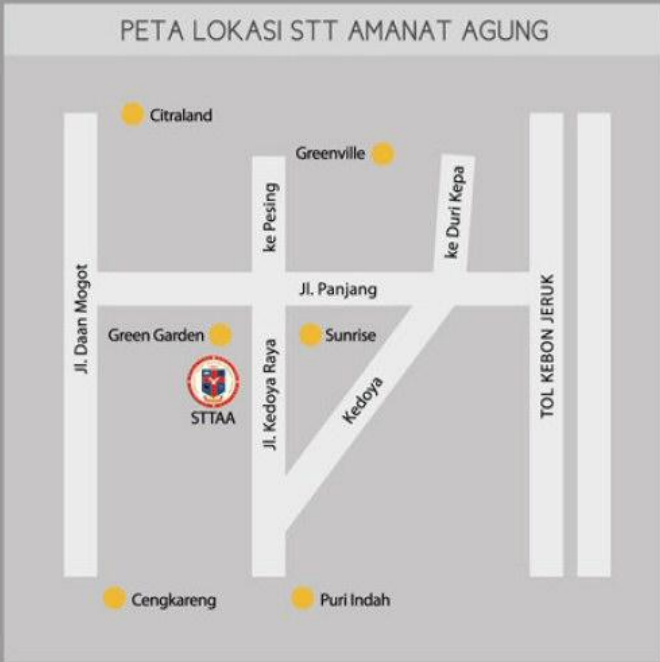 PETA LOKASI STT AMANAT AGUNG
Citraland
Greenville
ke Pesing
ke Duri Kepa
Jl. Daan Mogot
Jl. Panjang
TOL KEBON JERUK
Green Garden
Sunrise
STTAA
Jl. Kedoya Raya
Kedoya
Cengkareng
Puri Indah